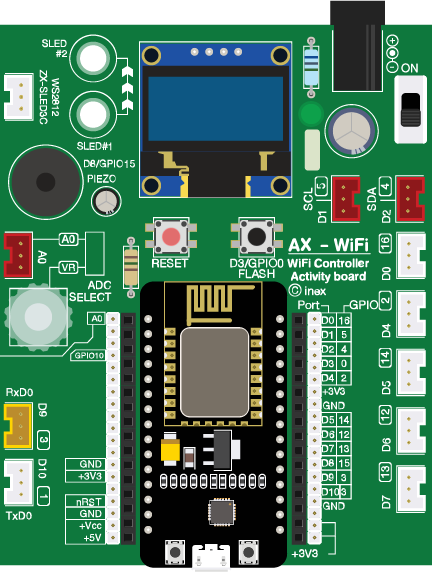 SLED
#2
ZX-SLED3C
WS2812
SLED#1
ON
D8/GPIO15
PIEZO
SCL
5
D1
SDA
4
D2
A0
A0
VR
ADC
SELECT
RESET
D3/GPIO0
FLASH
AX - WiFi
WiFi Controller
Activity board
© inex
Port
GPIO
16
D0
2
D4
14
D5
12
D6
13
D7
A0
GPIO10
D0 16
D1 5
D2 4
D3 0
D4 2
+3V3
GND
D5 14
D6 12
D7 13
D8 15
D9 3
D10 3
GND
+3V3
RxD0
D9
3
D10
1
TxD0
GND
+3V3
nRST
GND
+Vcc
+5V